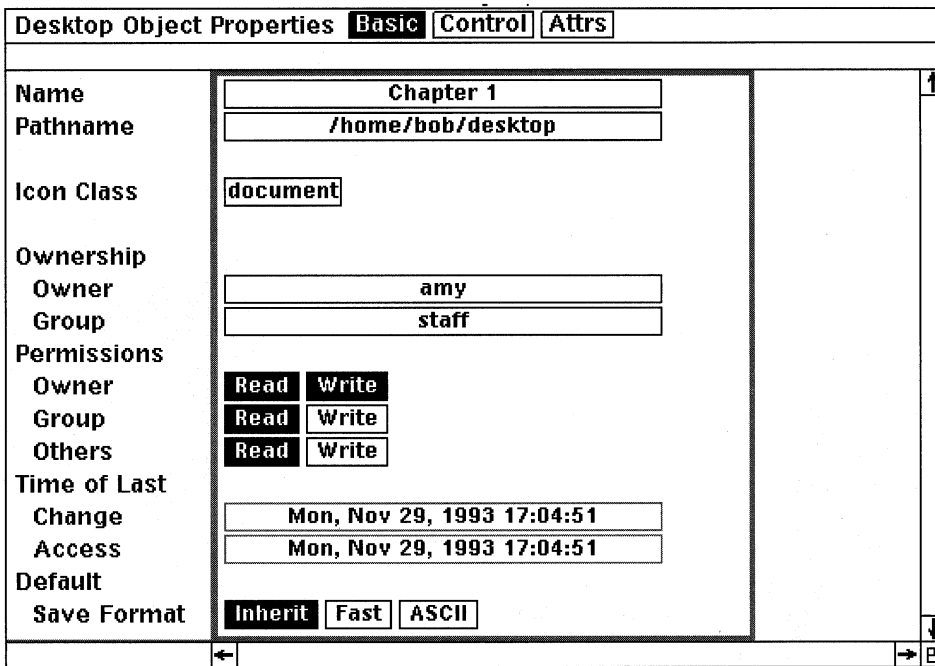 Desktop Object Properties Basic Control Attrs
Name Chapter 1
Pathname /home/bob/desktop
Icon Class document
Ownership
Owner amy
Group staff
Permissions
Owner Read Write
Group Read Write
Others Read Write
Time of Last
Change Mon, Nov 29, 1993 17:04:51
Access Mon, Nov 29, 1993 17:04:51
Default
Save Format Inherit Fast ASCII